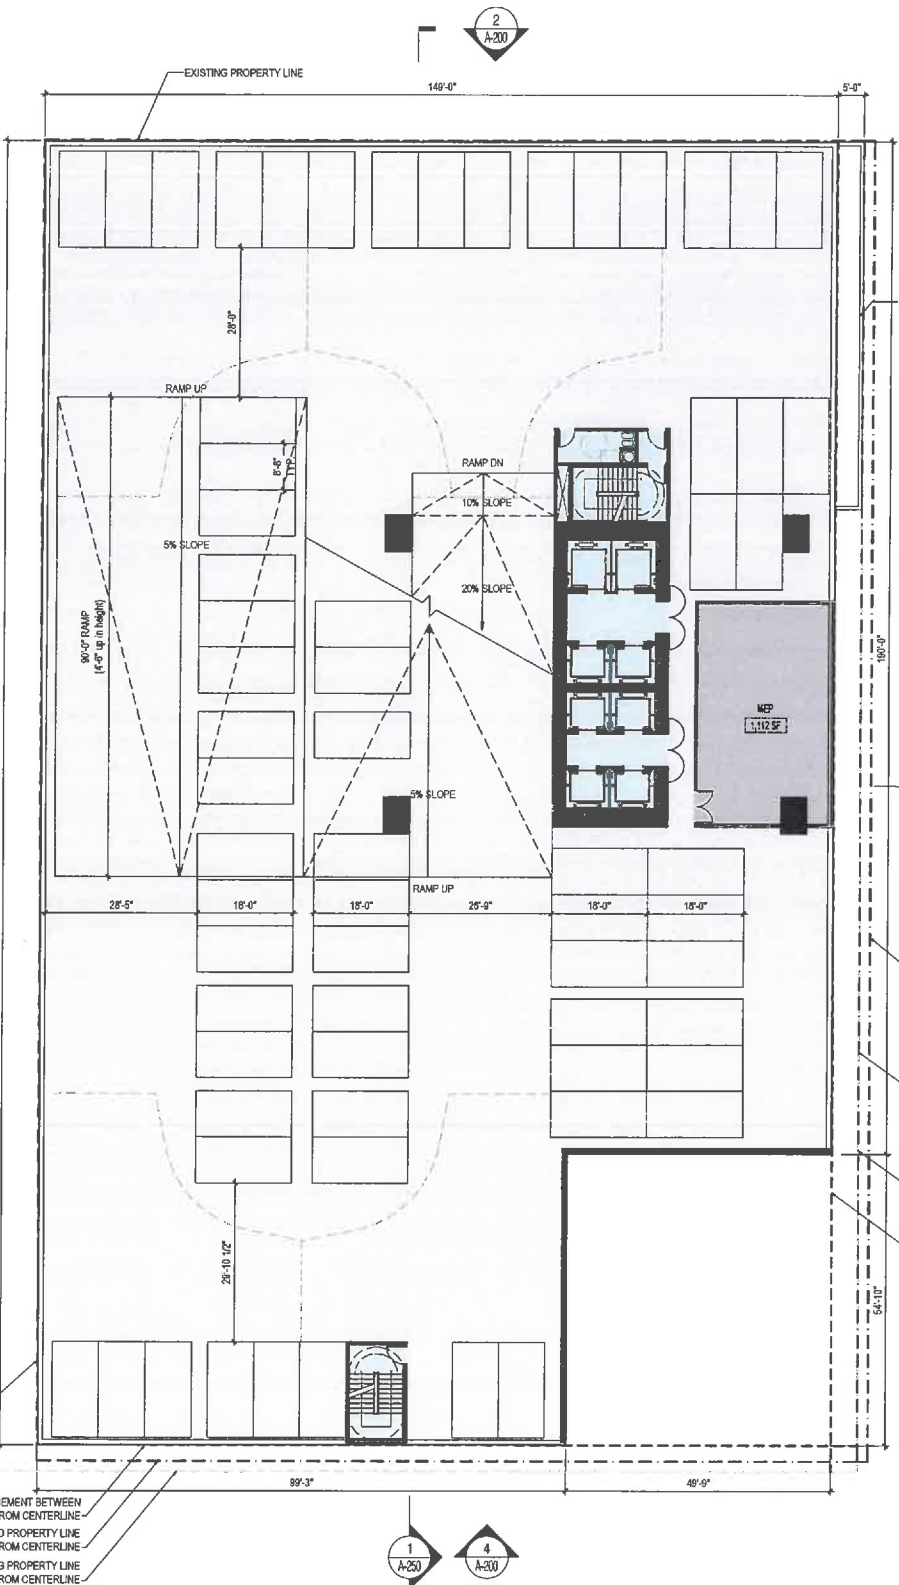 2
A-200
EXISTING PROPERTY LINE
149'-0"
5'-0"
28'-0"
RAMP UP
8'-6"
TYP.
RAMP DN
10% SLOPE
5% SLOPE
20% SLOPE
90'-0" RAMP
(4'-6" up in height)
190'-0"
MEP
1,112 SF
5% SLOPE
RAMP UP
28'-5"
18'-0"
18'-0"
26'-9"
18'-0"
18'-0"
29'-10 1/2"
54'-10"
99'-3"
49'-9"
EMENT BETWEEN
ROM CENTERLINE
PROPERTY LINE
ROM CENTERLINE
G PROPERTY LINE
ROM CENTERLINE
1
A-250
4
A-200